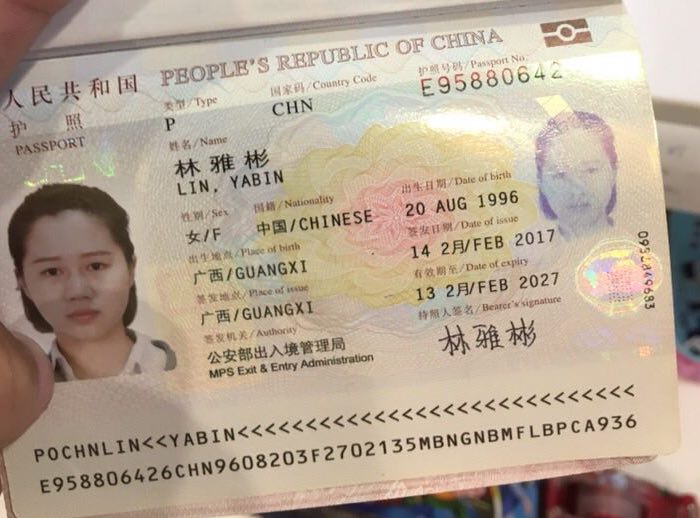 人民共和国 PEOPLE'S REPUBLIC OF CHINA
护 照
PASSPORT
类型/Type
P
国家码/Country Code
CHN
护照号码/Passport No.
E95880642
姓名/Name
林雅彬
LIN, YABIN
性别/Sex
女/F
国籍/Nationality
中国/CHINESE
出生日期/Date of birth
20 AUG 1996
出生地点/Place of birth
广西/GUANGXI
签发日期/Date of issue
14 2月/FEB 2017
签发地点/Place of issue
广西/GUANGXI
有效期至/Date of expiry
13 2月/FEB 2027
签发机关/Authority
公安部出入境管理局
MPS Exit & Entry Administration
持照人签名/Bearer's signature
林雅彬
POCHNLIN<<YABIN<<<<<<<<<<<<<<<<<<<<<<<<<<<<<
E958806426CHN9608203F2702135MBNGNBMFLBPCA936